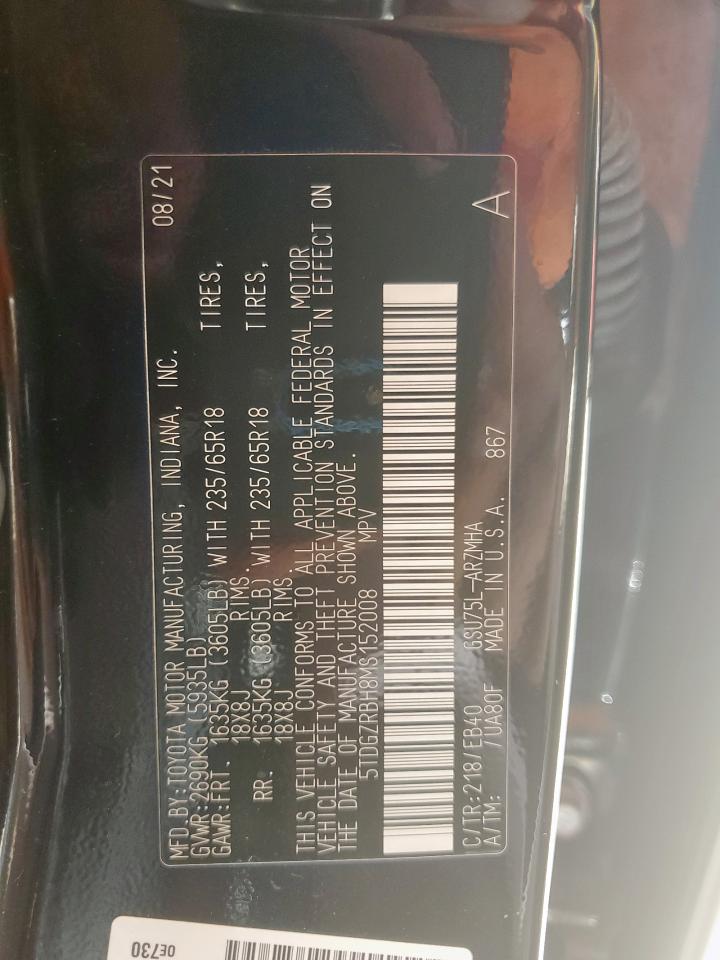 MFD.BY:TOYOTA MOTOR MANUFACTURING, INDIANA, INC. 08/21
GVWR:2690KG (5935LB)
GAWR:FRT. 1635KG (3605LB) WITH 235/65R18 TIRES,
18X8J RIMS.
RR. 1635KG (3605LB) WITH 235/65R18 TIRES,
18X8J RIMS
THIS VEHICLE CONFORMS TO ALL APPLICABLE FEDERAL MOTOR
VEHICLE SAFETY AND THEFT PREVENTION STANDARDS IN EFFECT ON
THE DATE OF MANUFACTURE SHOWN ABOVE.
5TDGZRBH8MS152008 MPV
C/TR:218/EB40 GSU75L-ARZMHA
A/TM: /UA80F MADE IN U.S.A. 867 A
0E730